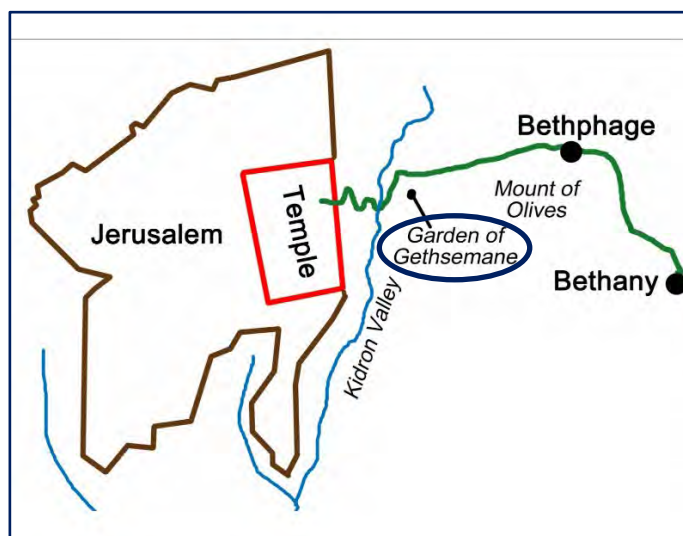 Bethphage
Mount of
Olives
Temple
Jerusalem
Garden of
Gethsemane
Bethany
Kidron Valley